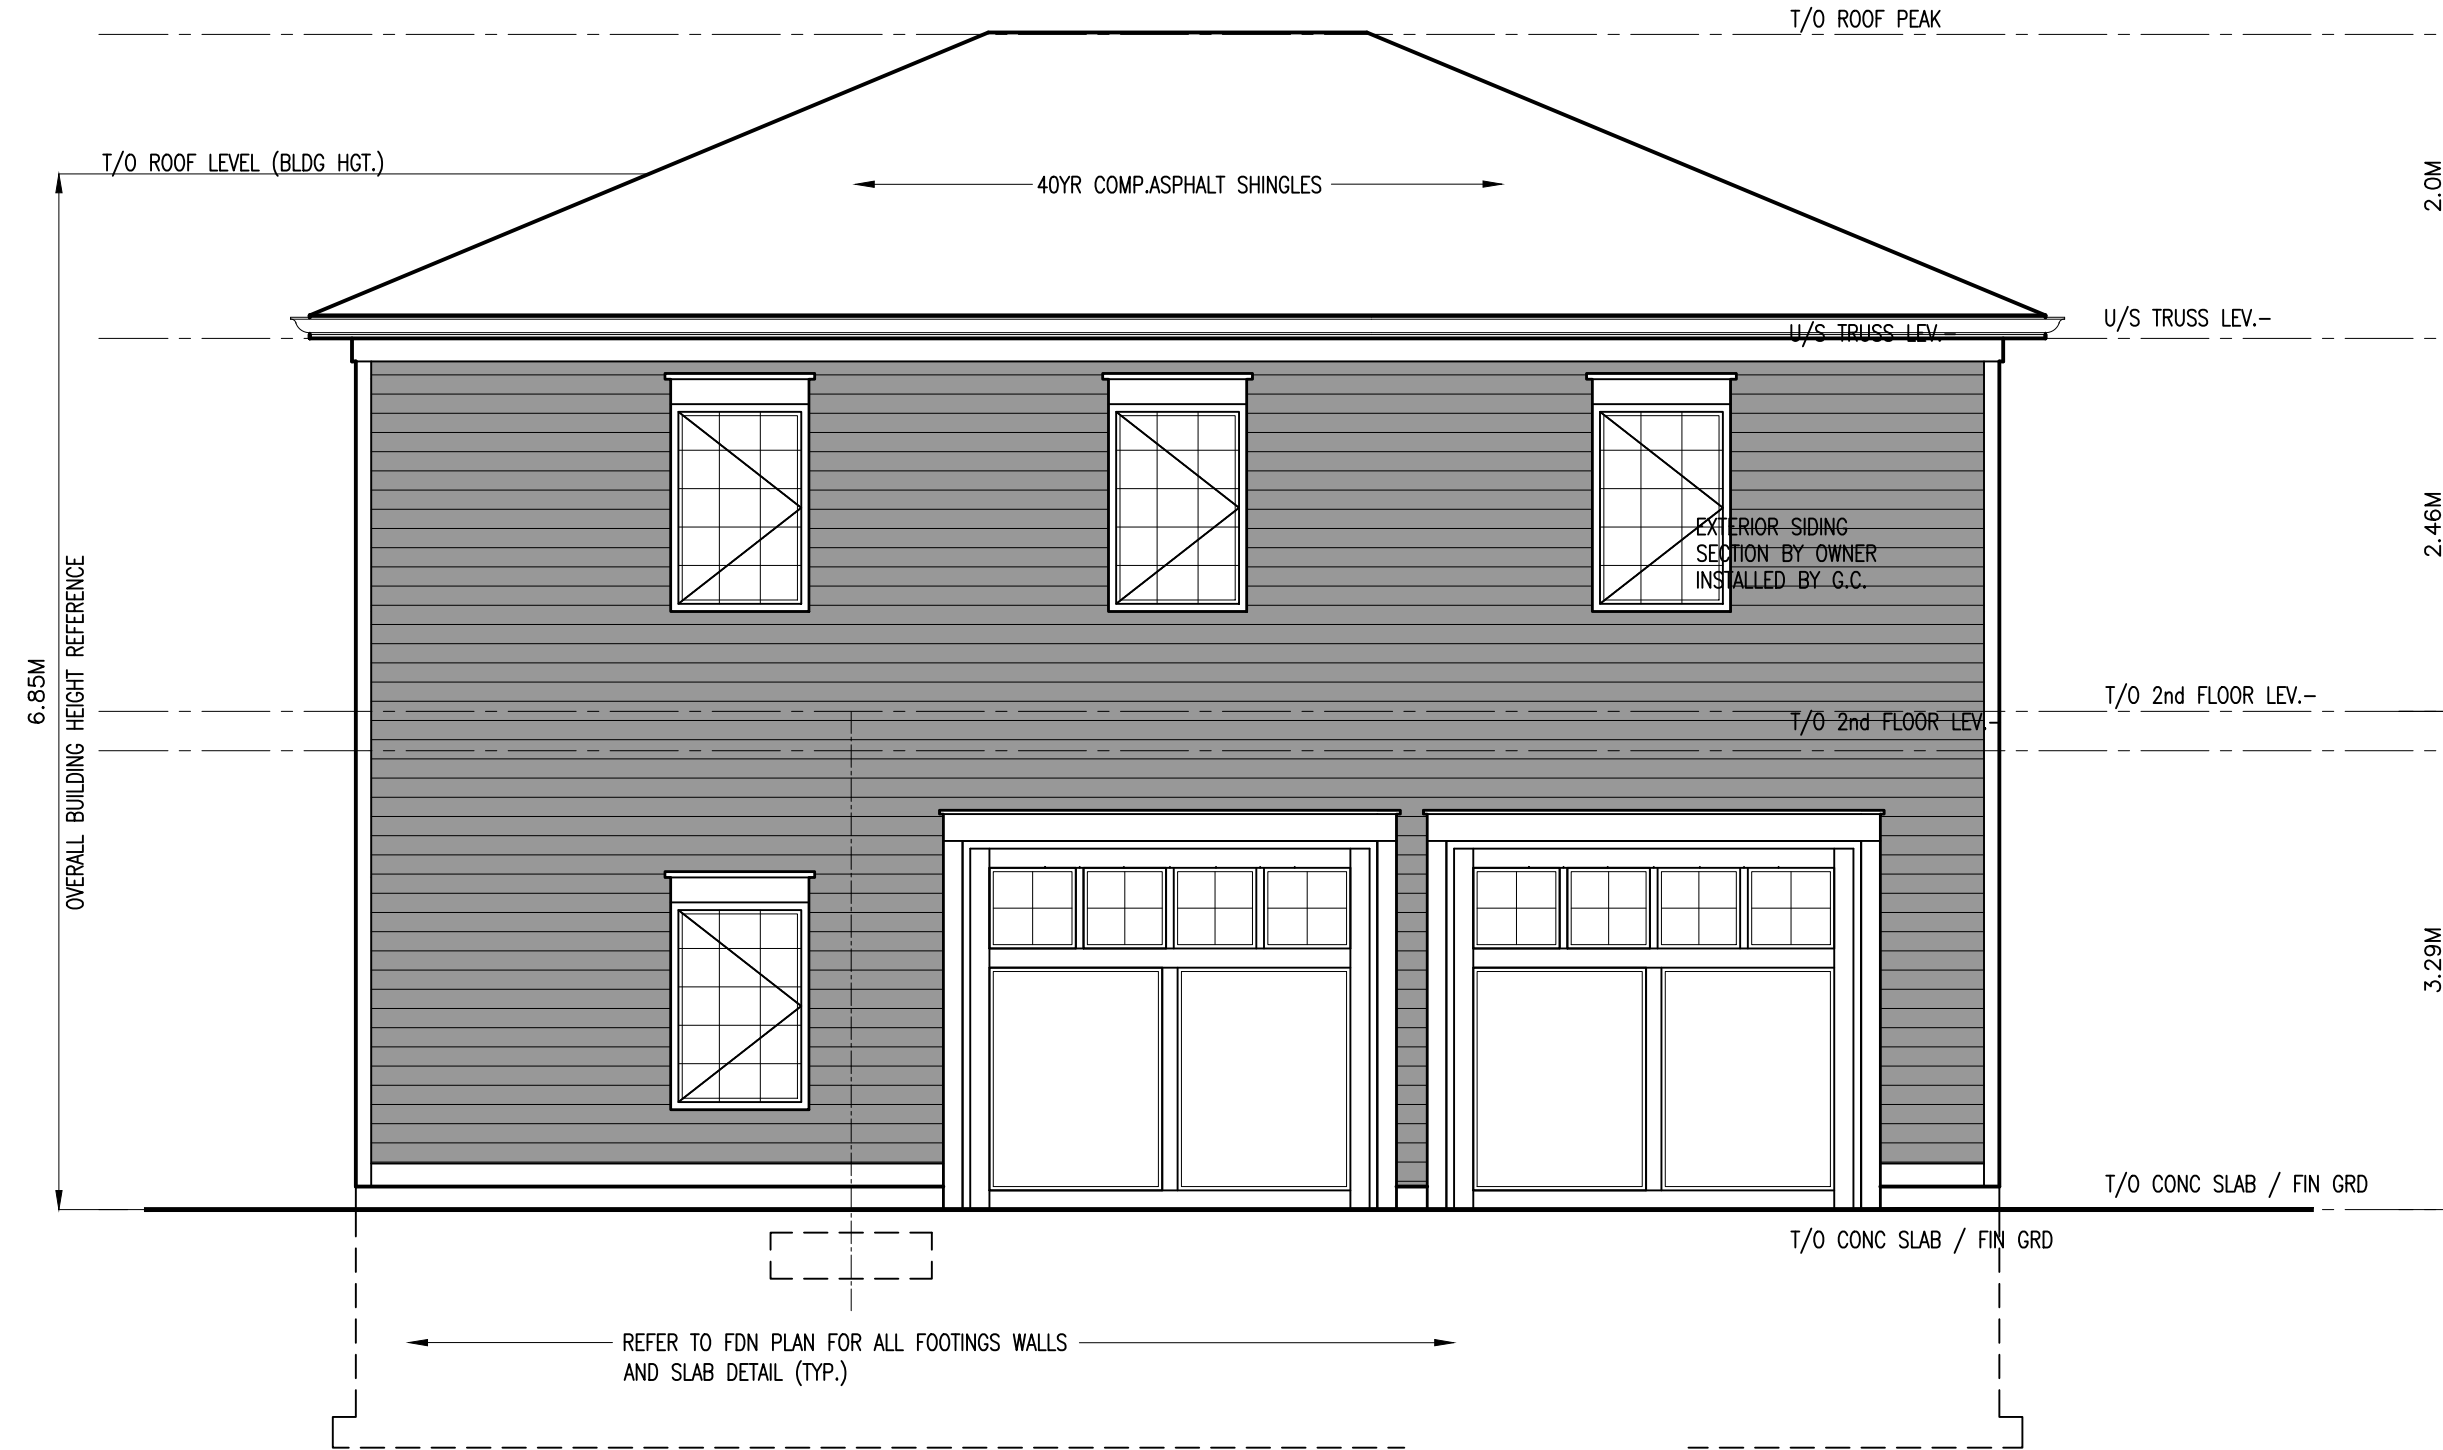 T/O ROOF PEAK
T/O ROOF LEVEL (BLDG HGT.)
40YR COMP.ASPHALT SHINGLES
2.0M
U/S TRUSS LEV.-
U/S TRUSS LEV.-
EXTERIOR SIDING
SECTION BY OWNER
INSTALLED BY G.C.
2.46M
6.85M
OVERALL BUILDING HEIGHT REFERENCE
T/O 2nd FLOOR LEV.-
T/O 2nd FLOOR LEV.-
3.29M
T/O CONC SLAB / FIN GRD
T/O CONC SLAB / FIN GRD
REFER TO FDN PLAN FOR ALL FOOTINGS WALLS
AND SLAB DETAIL (TYP.)